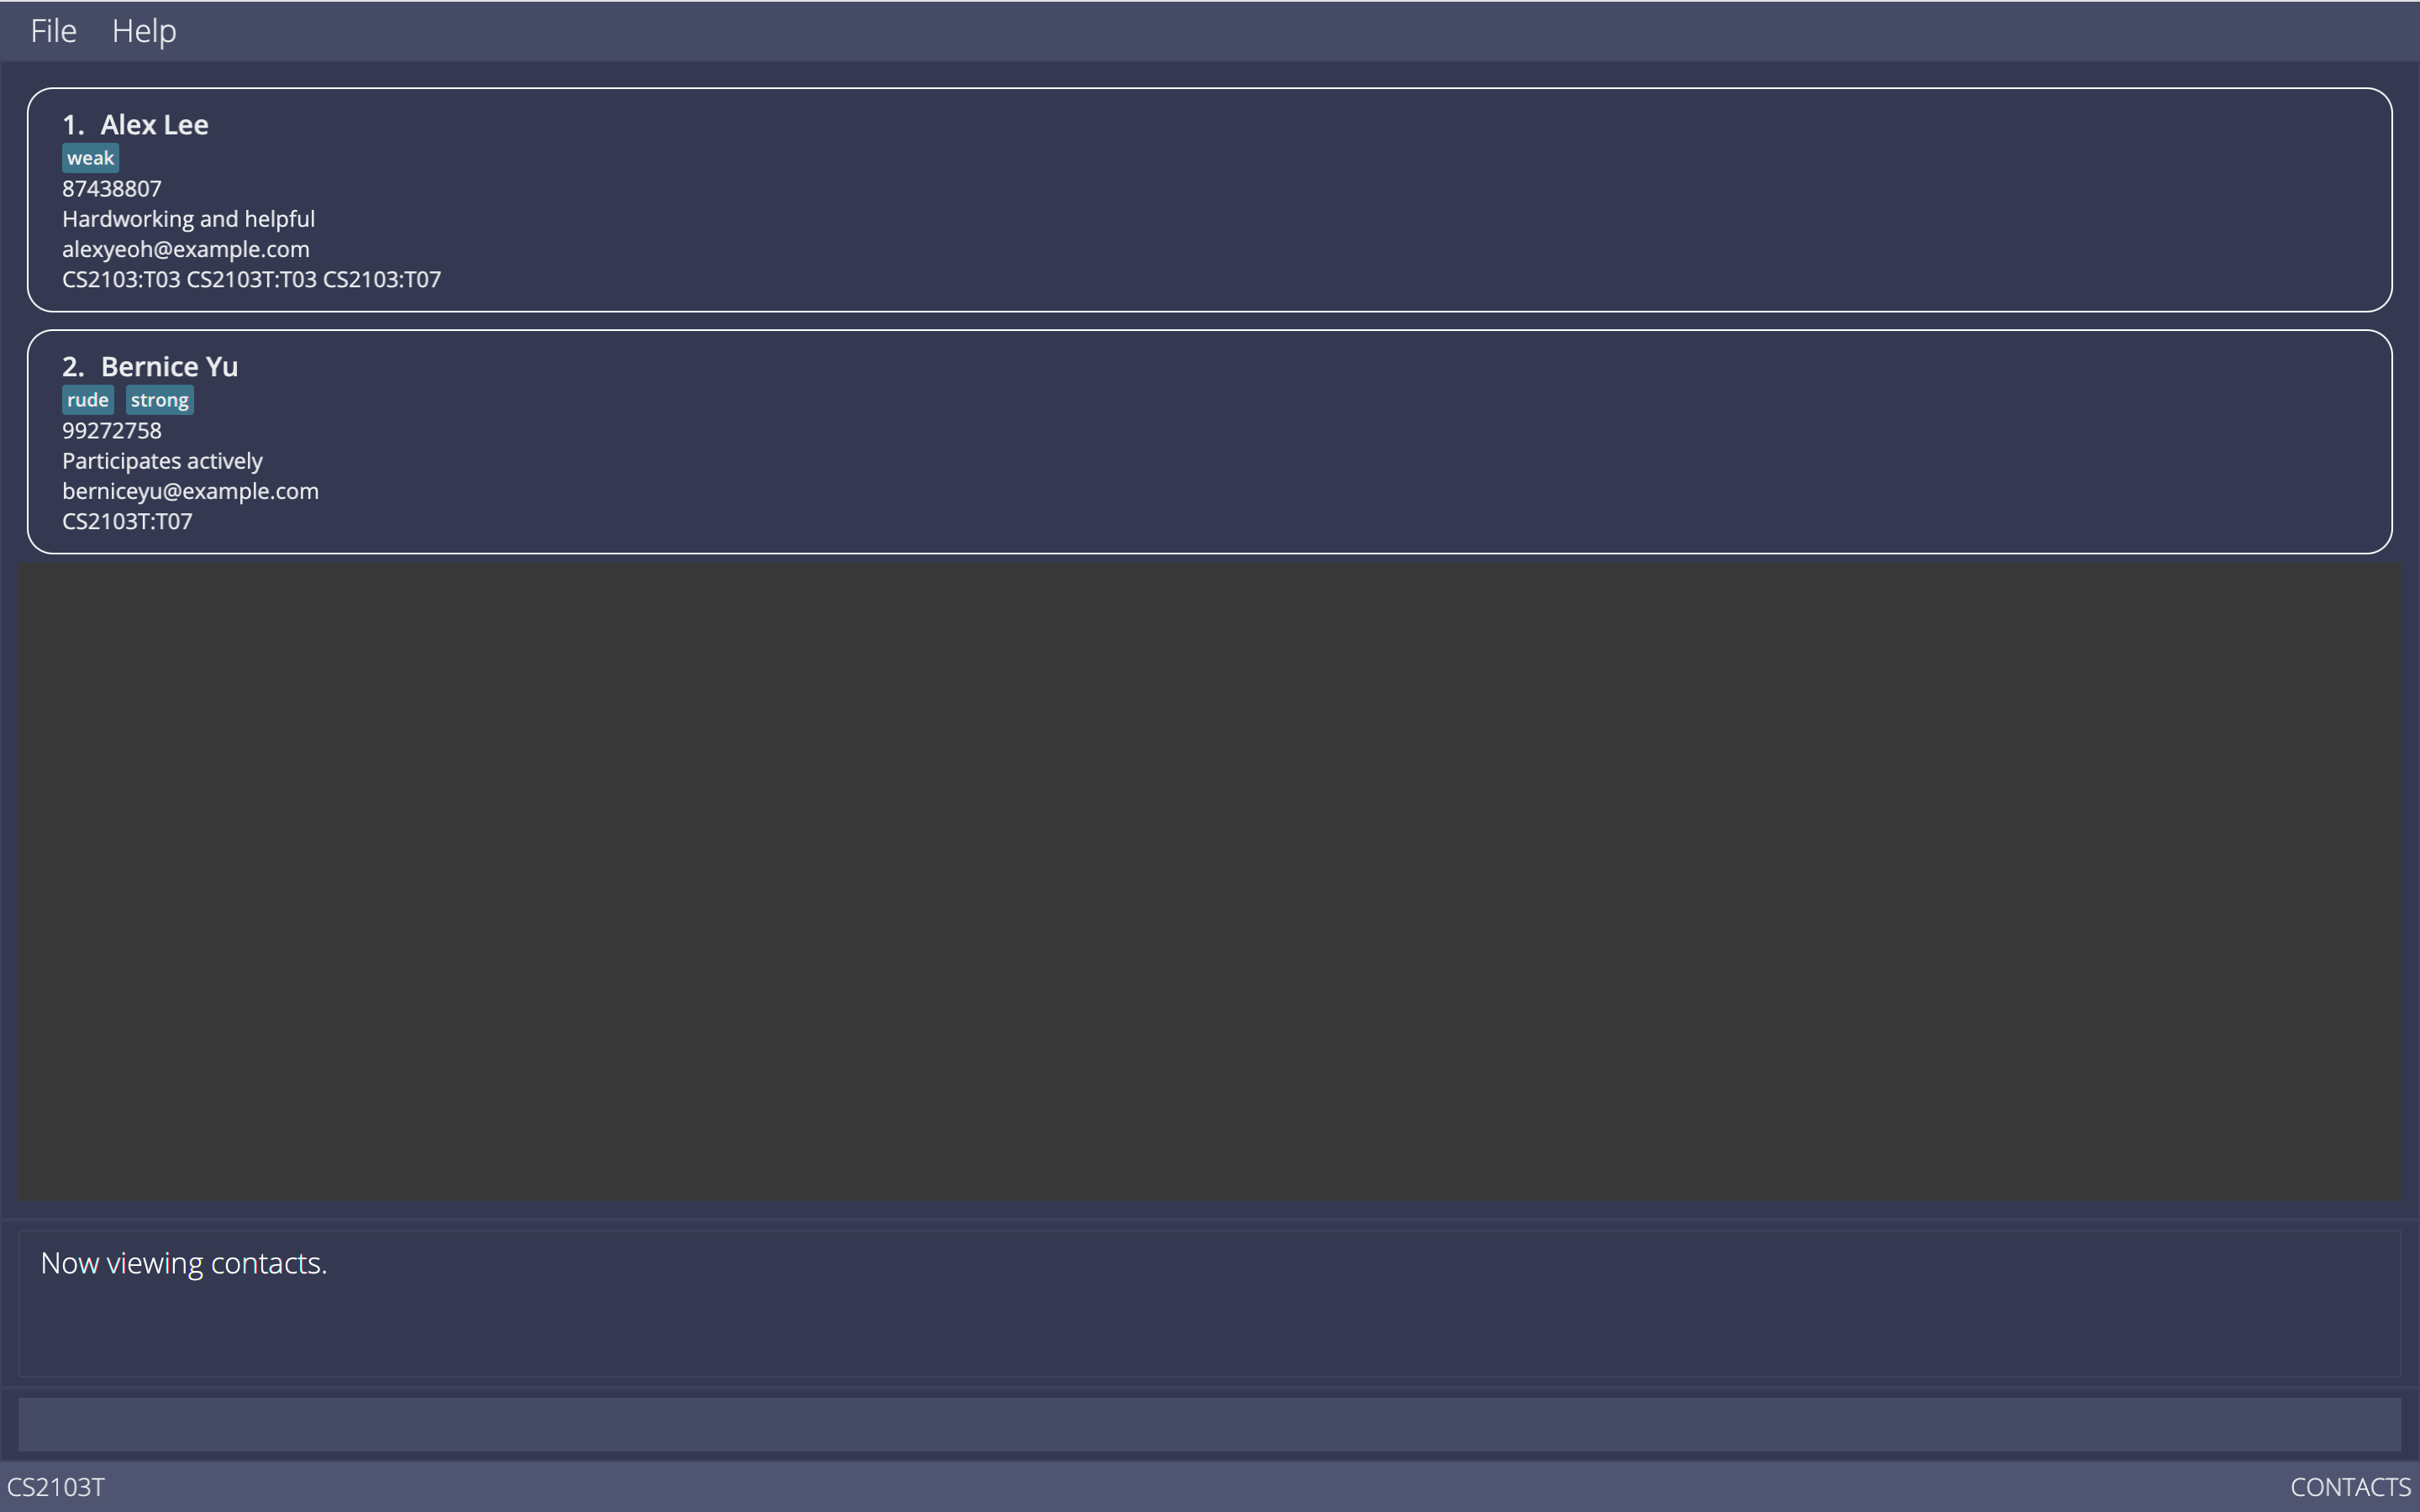 File Help
1. Alex Lee
weak
87438807
Hardworking and helpful
alexyeoh@example.com
CS2103:T03 CS2103T:T03 CS2103:T07
2. Bernice Yu
rude strong
99272758
Participates actively
berniceyu@example.com
CS2103T:T07
Now viewing contacts.
CS2103T CONTACTS